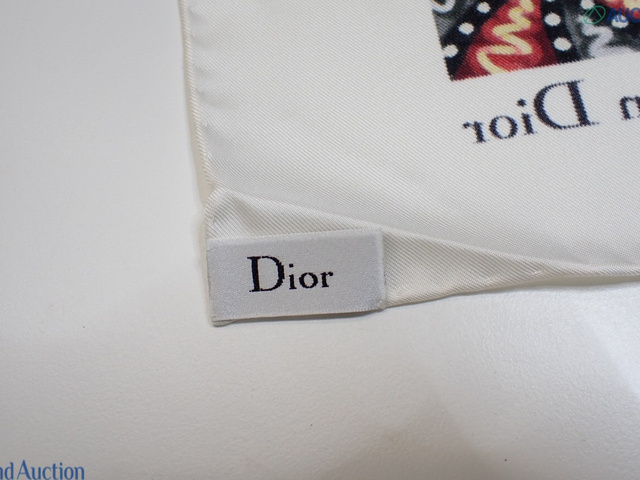 n Dior
Dior
nd Auction